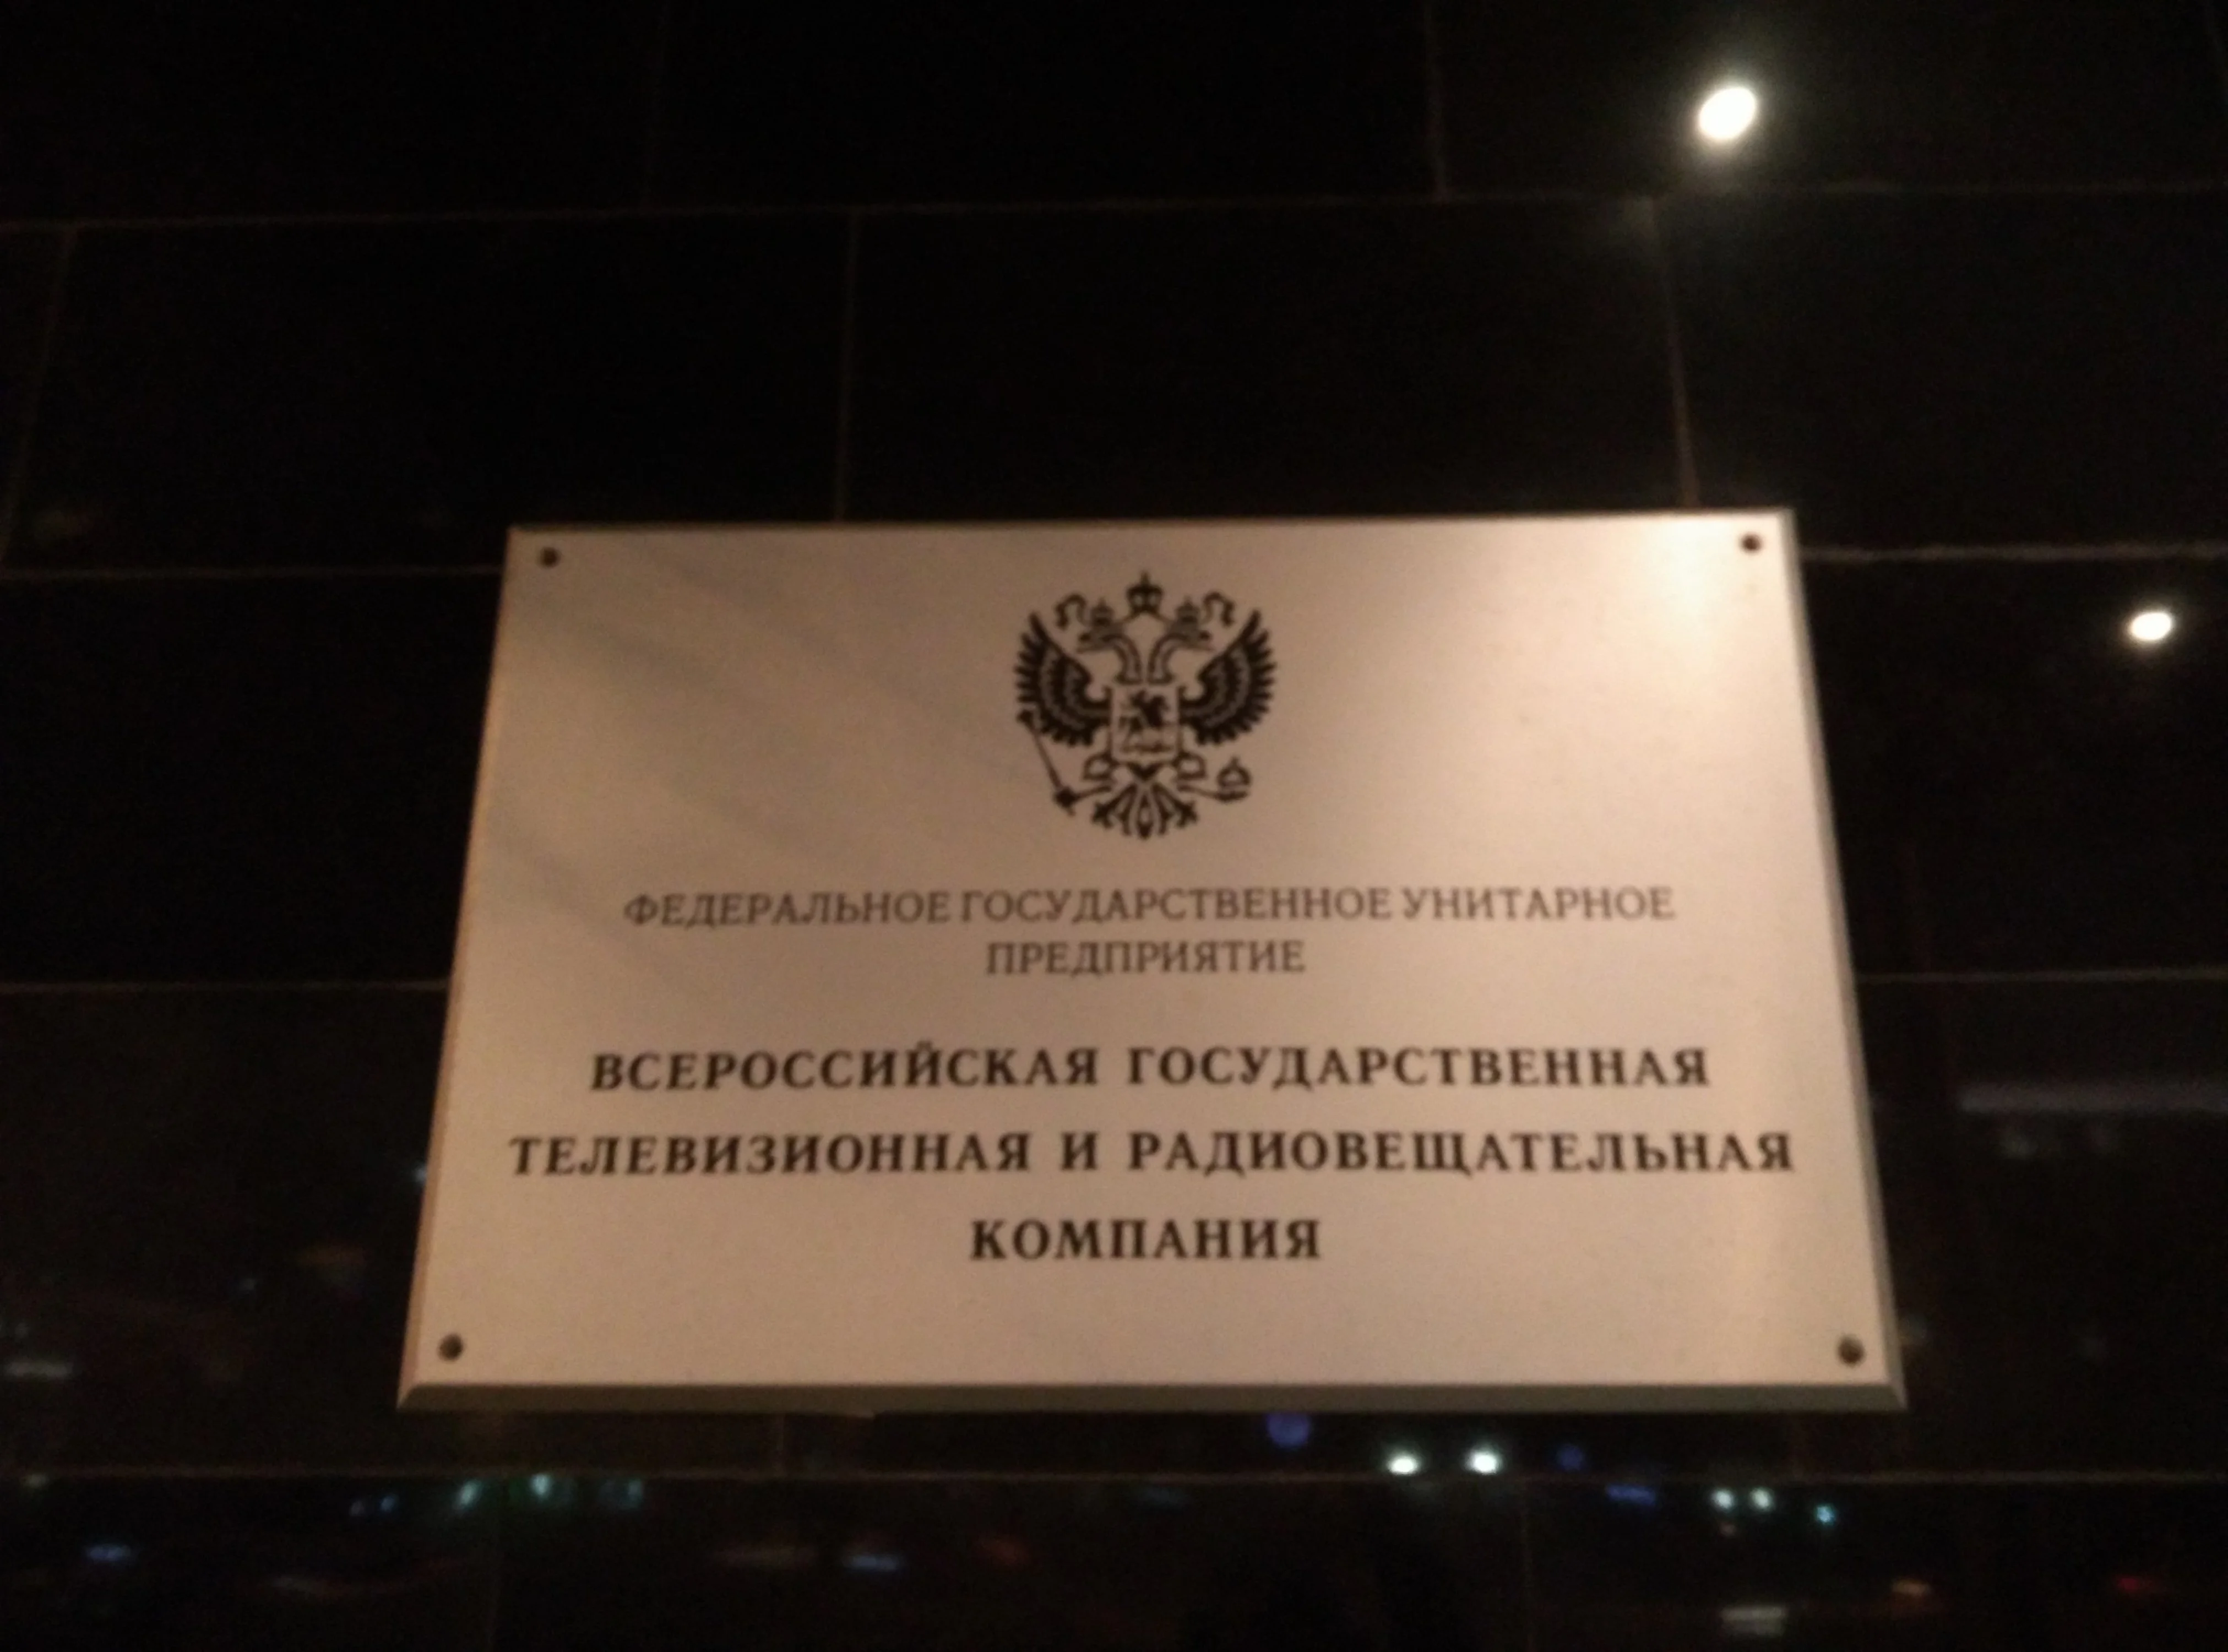 ФЕДЕРАЛЬНОЕ ГОСУДАРСТВЕННОЕ УНИТАРНОЕ
ПРЕДПРИЯТИЕ
ВСЕРОССИЙСКАЯ ГОСУДАРСТВЕННАЯ
ТЕЛЕВИЗИОННАЯ И РАДИОВЕЩАТЕЛЬНАЯ
КОМПАНИЯ